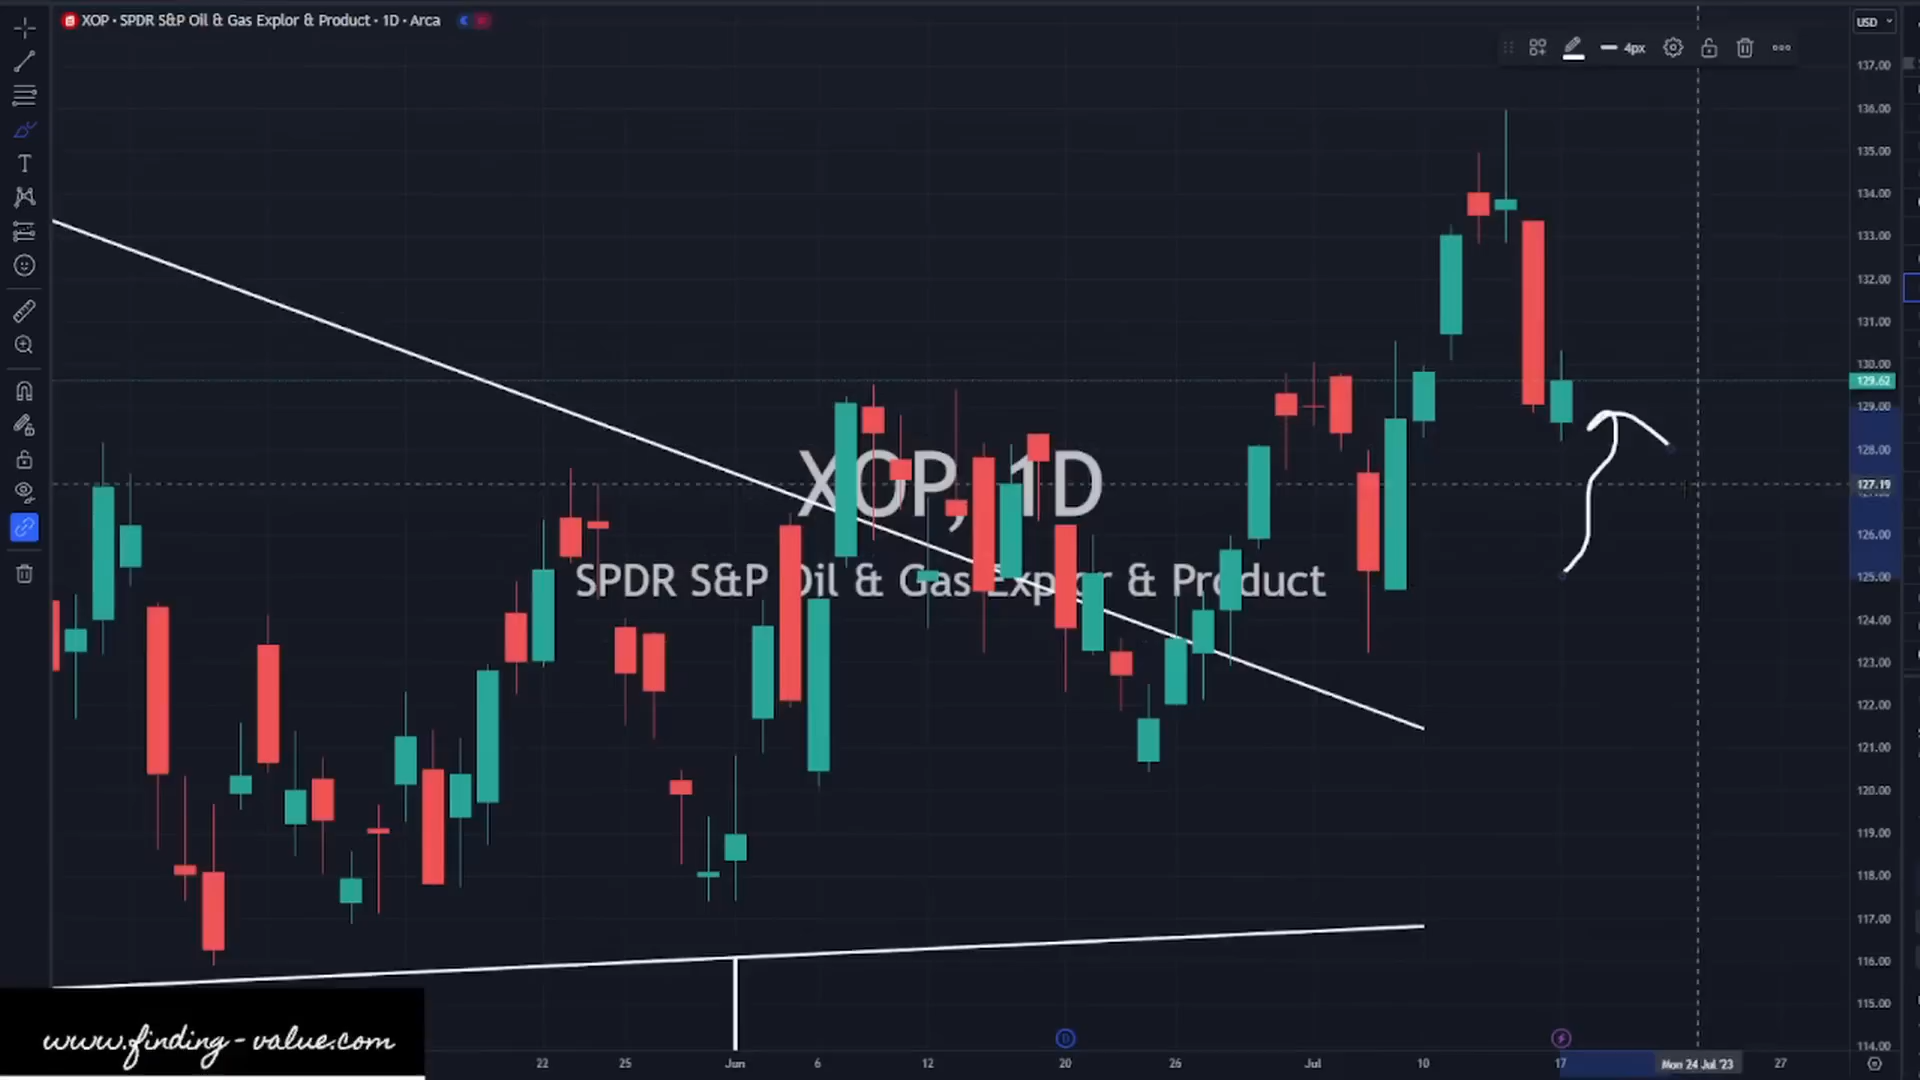 XOP · SPDR S&P Oil & Gas Explor & Product · 1D · Arca
USD
4px
137.00
136.00
135.00
134.00
133.00
132.00
131.00
130.00
129.62
129.00
128.00
127.19
126.00
125.00
124.00
123.00
122.00
121.00
120.00
119.00
118.00
117.00
116.00
115.00
114.00
XOP, 1D
SPDR S&P Oil & Gas Explor & Product
T
D
www.finding-value.com
22 25 Jun 6 12 20 26 Jul 10 17 Mon 24 Jul '23 27